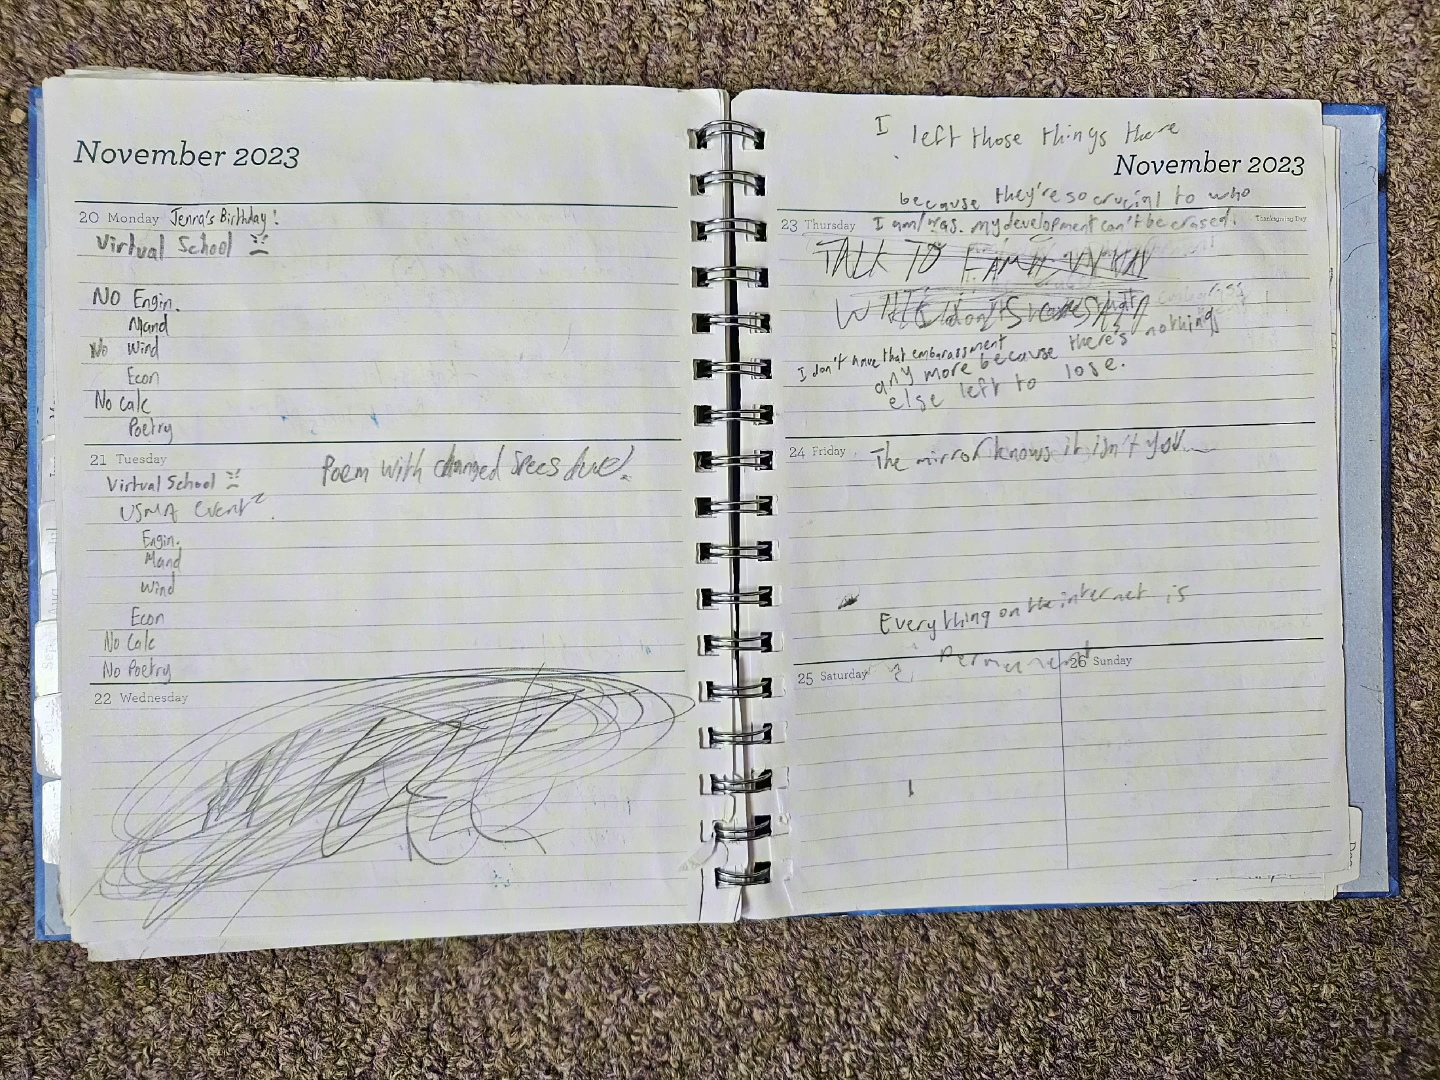 November 2023
20 Monday Jenna's Birthday!
Virtual School
No Engin.
Mand
No Wind
Econ
No Calc
Poetry
21 Tuesday
Poem with changed done!
Virtual School
USMA Event
Engin.
Mand
Wind
Econ
No Calc
No Poetry
22 Wednesday
I left those things there
November 2023
because they're so crucial to who
23 Thursday I am/was. My development can't be erased. Thanksgiving Day
TALK TO FAMILY
I don't have that embarassment
any more because there's nothing
else left to lose.
24 Friday The mirror knows it isn't you
Everything on the internet is
permanent
25 Saturday
26 Sunday